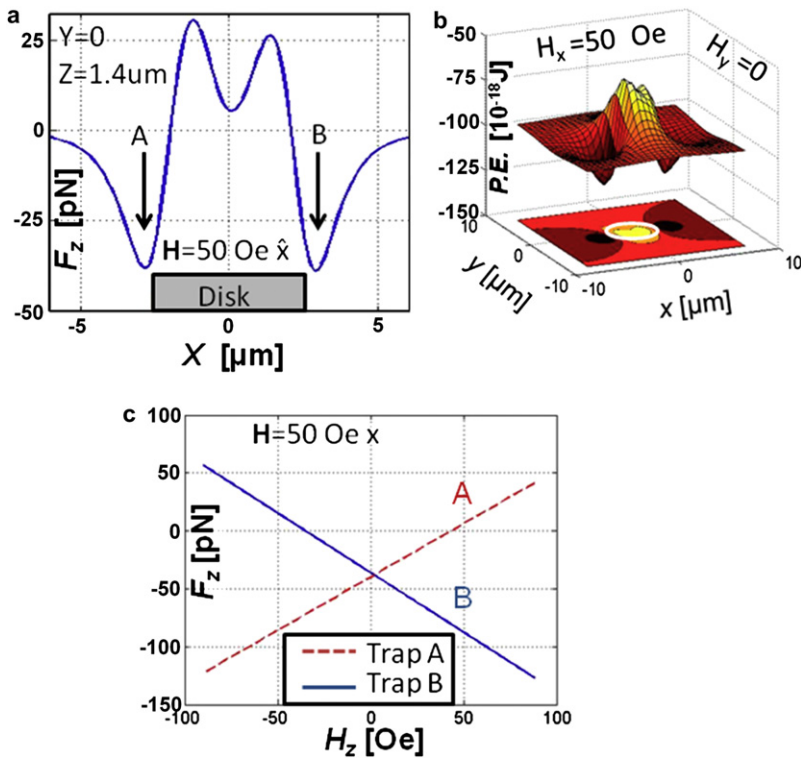 a
Y=0
Z=1.4um
A
B
H=50 Oe x̂
Disk
25
0
-25
-50
F_z [pN]
-5
0
5
X [µm]
b
H_x=50 Oe
H_y=0
-50
-75
-100
-125
-150
P.E. [10^-18 J]
10
0
-10
y [µm]
-10
0
10
x [µm]
c
H=50 Oe x
100
50
0
-50
-100
-150
F_z [pN]
A
B
Trap A
Trap B
-100
-50
0
50
100
H_z [Oe]